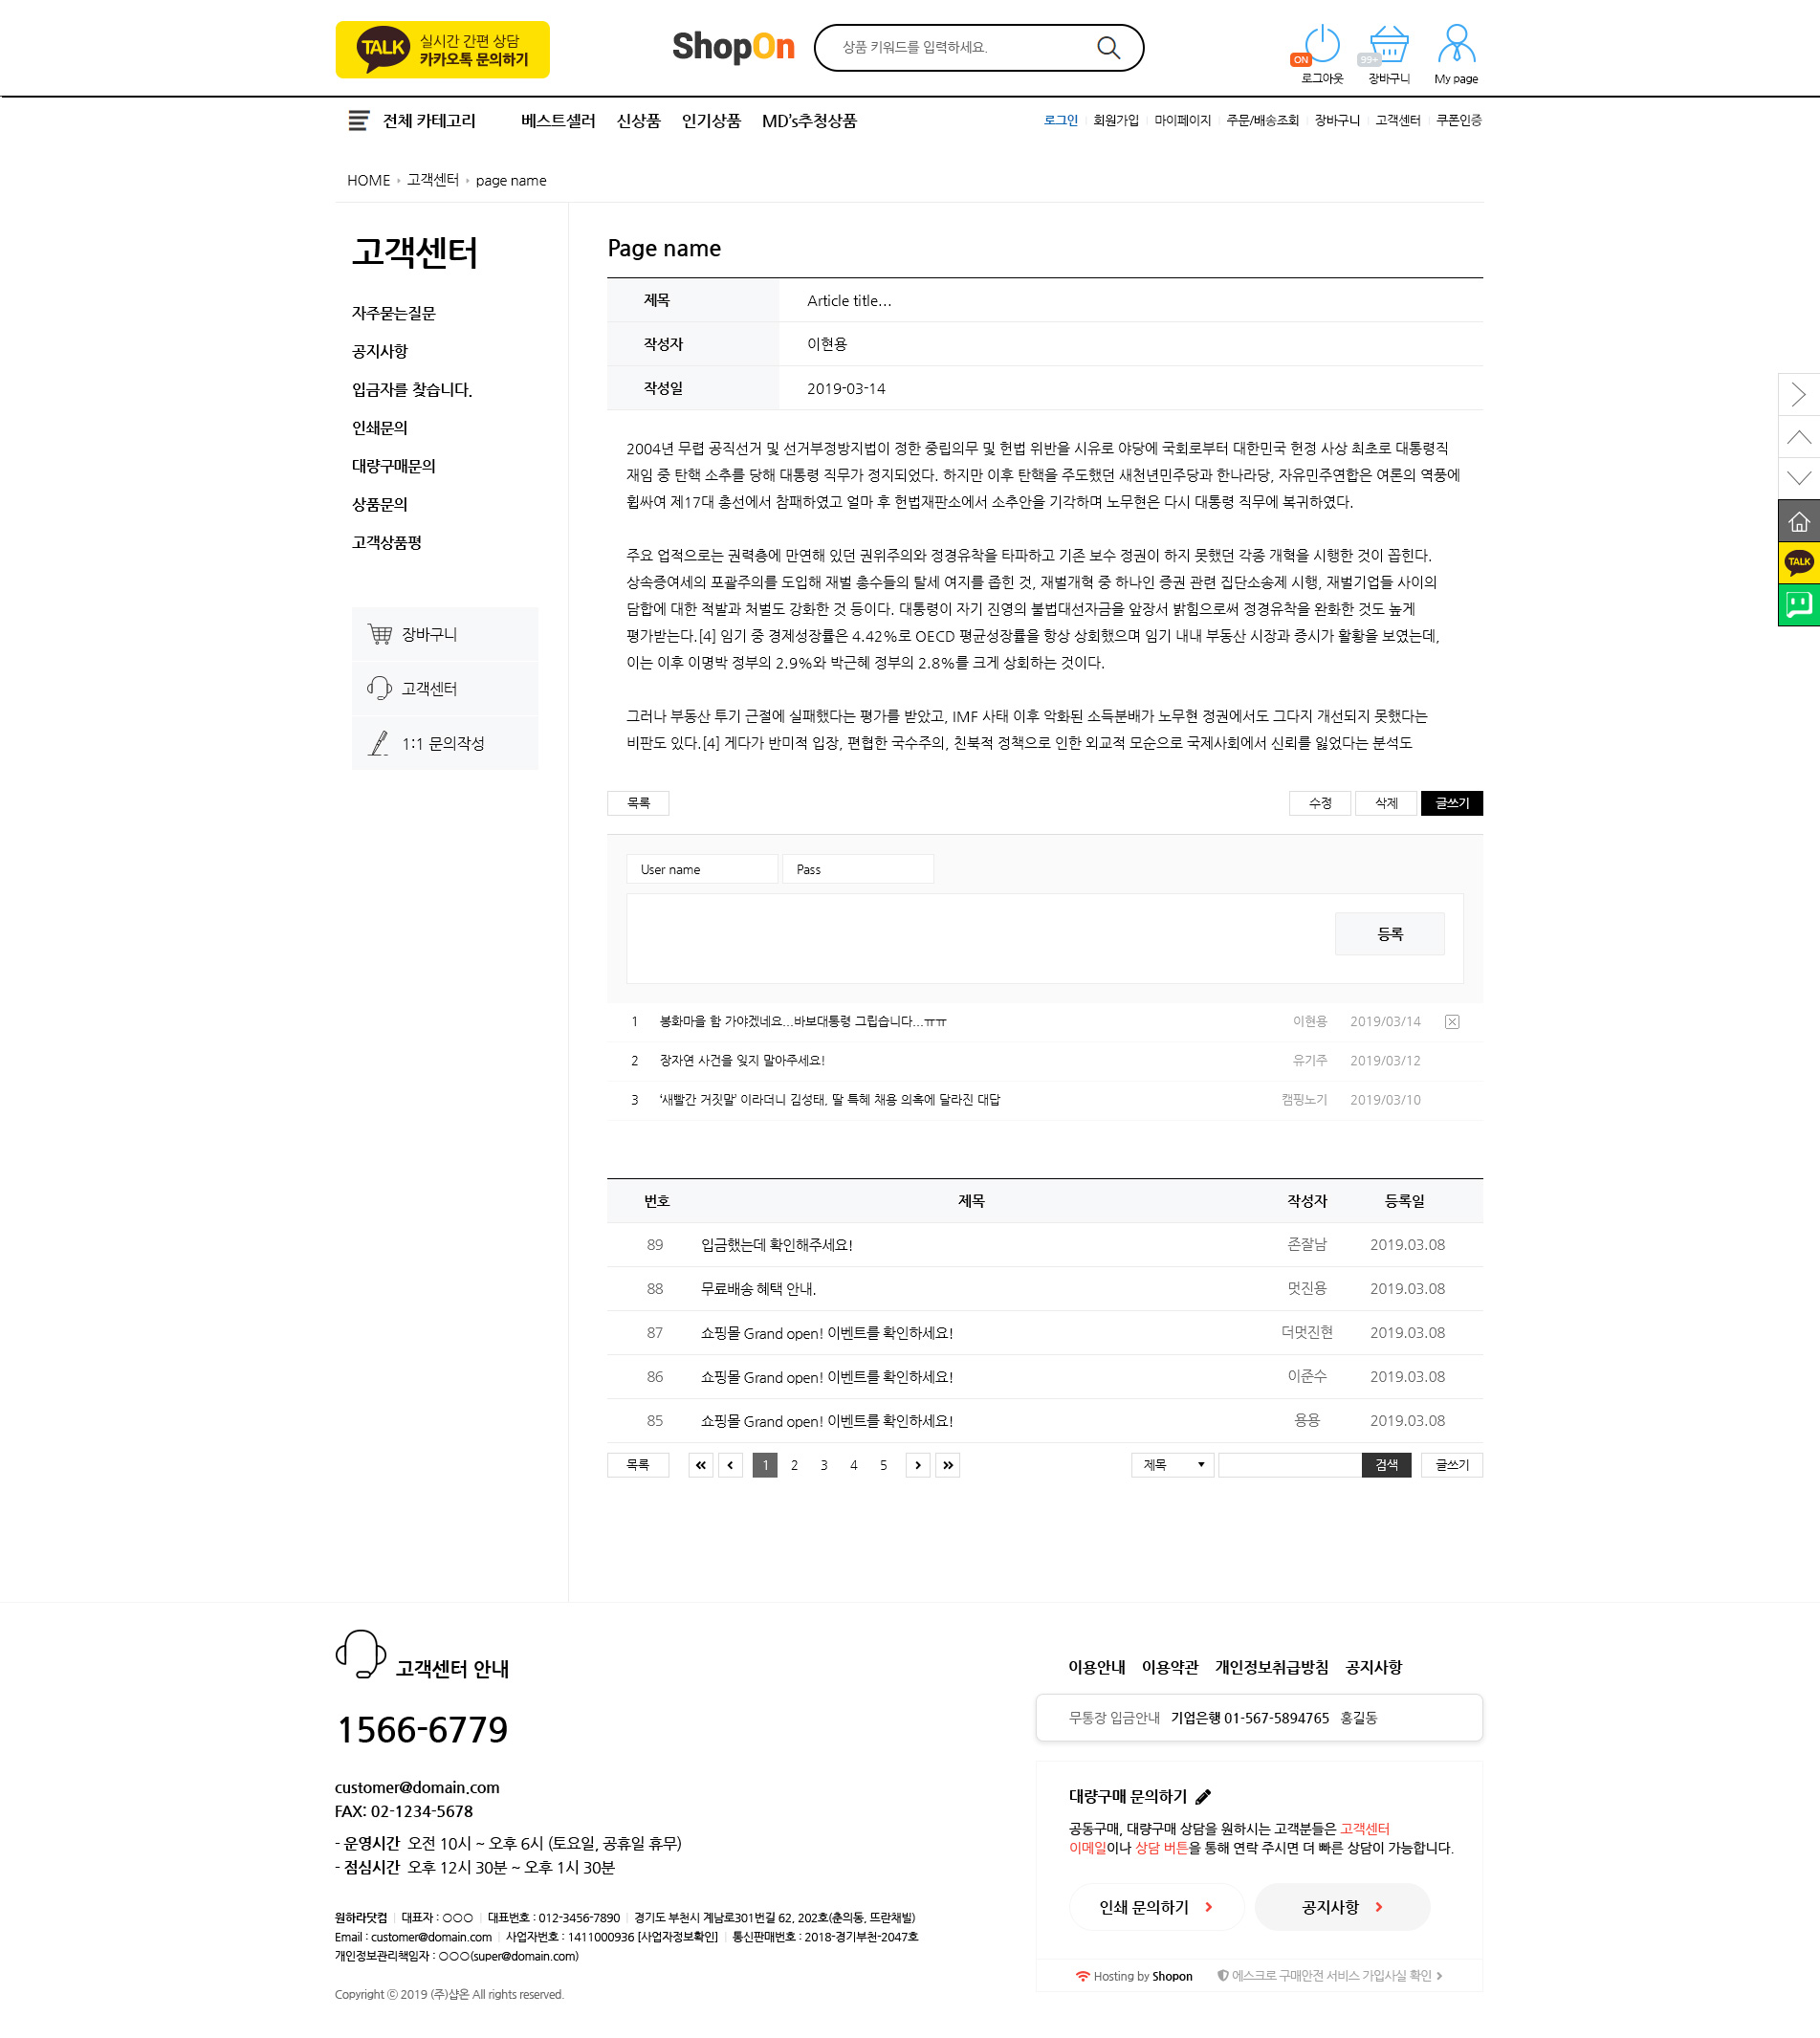 TALK
실시간 간편 상담
카카오톡 문의하기
ShopOn
상품 키워드를 입력하세요.
ON
로그아웃
99+
장바구니
My page
전체 카테고리
베스트셀러 신상품 인기상품 MD's추청상품
로그인 회원가입 마이페이지 주문/배송조회 장바구니 고객센터 쿠폰인증
HOME 고객센터 page name
고객센터
자주묻는질문
공지사항
입금자를 찾습니다.
인쇄문의
대량구매문의
상품문의
고객상품평
장바구니
고객센터
1:1 문의작성
Page name
제목 Article title...
작성자 이현용
작성일 2019-03-14
2004년 무렵 공직선거 및 선거부정방지법이 정한 중립의무 및 헌법 위반을 시유로 야당에 국회로부터 대한민국 헌정 사상 최초로 대통령직
재임 중 탄핵 소추를 당해 대통령 직무가 정지되었다. 하지만 이후 탄핵을 주도했던 새천년민주당과 한나라당, 자유민주연합은 여론의 역풍에
휩싸여 제17대 총선에서 참패하였고 얼마 후 헌법재판소에서 소추안을 기각하며 노무현은 다시 대통령 직무에 복귀하였다.
주요 업적으로는 권력층에 만연해 있던 권위주의와 정경유착을 타파하고 기존 보수 정권이 하지 못했던 각종 개혁을 시행한 것이 꼽힌다.
상속증여세의 포괄주의를 도입해 재벌 총수들의 탈세 여지를 좁힌 것, 재벌개혁 중 하나인 증권 관련 집단소송제 시행, 재벌기업들 사이의
담합에 대한 적발과 처벌도 강화한 것 등이다. 대통령이 자기 진영의 불법대선자금을 앞장서 밝힘으로써 정경유착을 완화한 것도 높게
평가받는다.[4] 임기 중 경제성장률은 4.42%로 OECD 평균성장률을 항상 상회했으며 임기 내내 부동산 시장과 증시가 활황을 보였는데,
이는 이후 이명박 정부의 2.9%와 박근혜 정부의 2.8%를 크게 상회하는 것이다.
그러나 부동산 투기 근절에 실패했다는 평가를 받았고, IMF 사태 이후 악화된 소득분배가 노무현 정권에서도 그다지 개선되지 못했다는
비판도 있다.[4] 게다가 반미적 입장, 편협한 국수주의, 친북적 정책으로 인한 외교적 모순으로 국제사회에서 신뢰를 잃었다는 분석도
목록 수정 삭제 글쓰기
User name Pass
등록
1 봉화마을 함 가야겠네요...바보대통령 그립습니다...ㅠㅠ 이현용 2019/03/14
2 장자연 사건을 잊지 말아주세요! 유기주 2019/03/12
3 '새빨간 거짓말' 이라더니 김성태, 딸 특혜 채용 의혹에 달라진 대답 캠핑노기 2019/03/10
번호 제목 작성자 등록일
89 입금했는데 확인해주세요! 존잘남 2019.03.08
88 무료배송 혜택 안내. 멋진용 2019.03.08
87 쇼핑몰 Grand open! 이벤트를 확인하세요! 더멋진현 2019.03.08
86 쇼핑몰 Grand open! 이벤트를 확인하세요! 이준수 2019.03.08
85 쇼핑몰 Grand open! 이벤트를 확인하세요! 용용 2019.03.08
목록 1 2 3 4 5 제목 검색 글쓰기
TALK
고객센터 안내
1566-6779
customer@domain.com
FAX: 02-1234-5678
- 운영시간 오전 10시 ~ 오후 6시 (토요일, 공휴일 휴무)
- 점심시간 오후 12시 30분 ~ 오후 1시 30분
원하라닷컴 대표자 : ○○○ 대표번호 : 012-3456-7890 경기도 부천시 계남로301번길 62, 202호(춘의동, 뜨란채빌)
Email : customer@domain.com 사업자번호 : 1411000936 [사업자정보확인] 통신판매번호 : 2018-경기부천-2047호
개인정보관리책임자 : ○○○(super@domain.com)
Copyright ⓒ 2019 (주)샵온 All rights reserved.
이용안내 이용약관 개인정보취급방침 공지사항
무통장 입금안내 기업은행 01-567-5894765 홍길동
대량구매 문의하기
공동구매, 대량구매 상담을 원하시는 고객분들은 고객센터
이메일이나 상담 버튼을 통해 연락 주시면 더 빠른 상담이 가능합니다.
인쇄 문의하기 공지사항
Hosting by Shopon 에스크로 구매안전 서비스 가입사실 확인